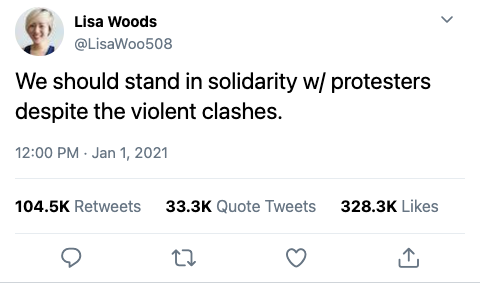 Lisa Woods
@LisaWoo508
We should stand in solidarity w/ protesters
despite the violent clashes.
12:00 PM · Jan 1, 2021
104.5K Retweets 33.3K Quote Tweets 328.3K Likes